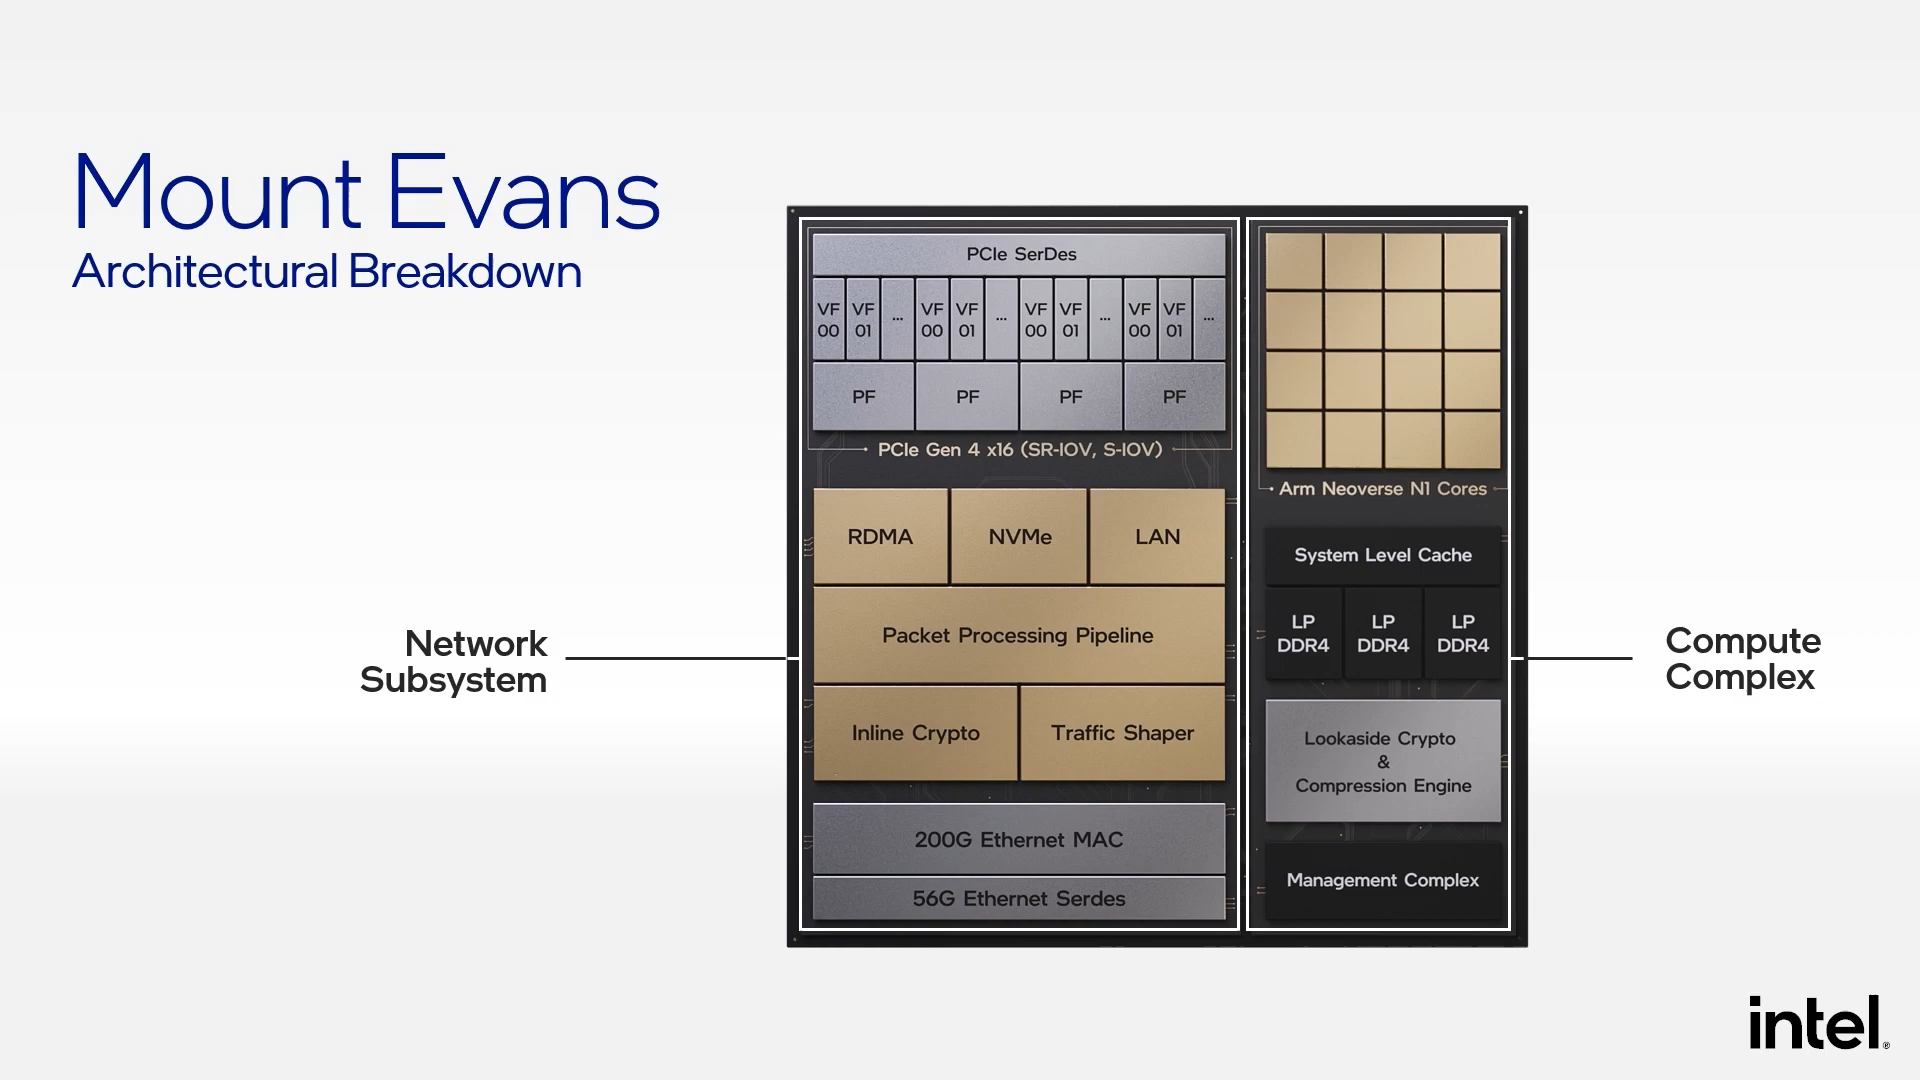 Mount Evans
Architectural Breakdown
Network
Subsystem
PCIe SerDes
VF 00 VF 01 ... VF 00 VF 01 ... VF 00 VF 01 ... VF 00 VF 01 ...
PF PF PF PF
PCIe Gen 4 x16 (SR-IOV, S-IOV)
RDMA NVMe LAN
Packet Processing Pipeline
Inline Crypto Traffic Shaper
200G Ethernet MAC
56G Ethernet Serdes
Arm Neoverse N1 Cores
System Level Cache
LP LP LP
DDR4 DDR4 DDR4
Lookaside Crypto
&
Compression Engine
Management Complex
Compute
Complex
intel®